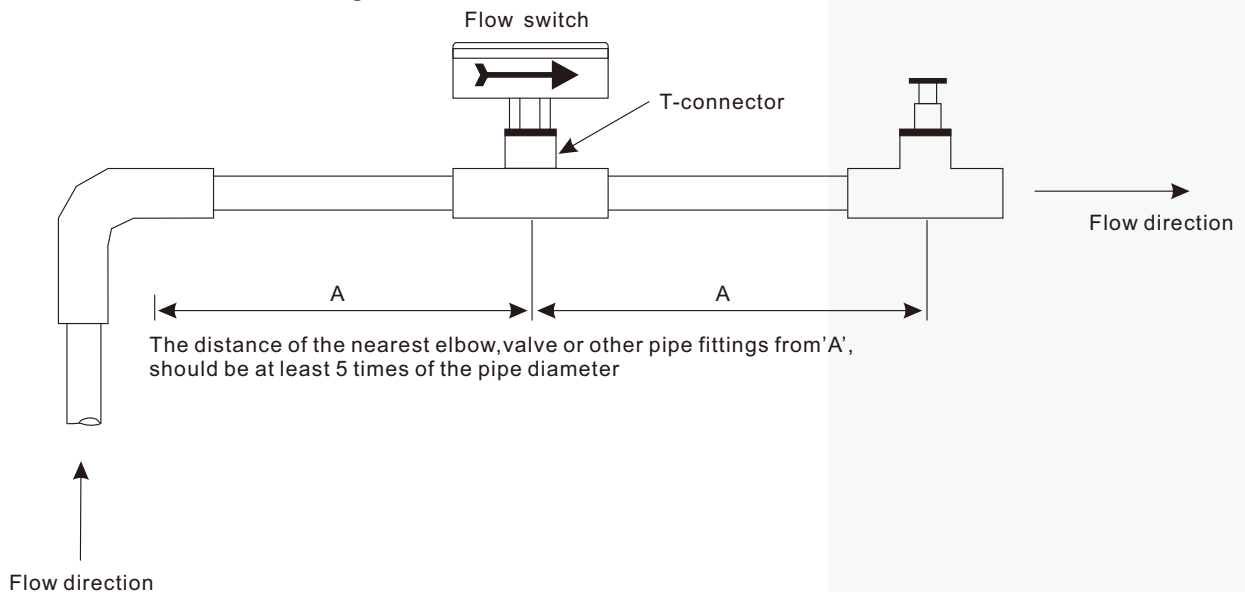 Flow switch
T-connector
Flow direction
A
A
The distance of the nearest elbow,valve or other pipe fittings from'A',
should be at least 5 times of the pipe diameter
Flow direction